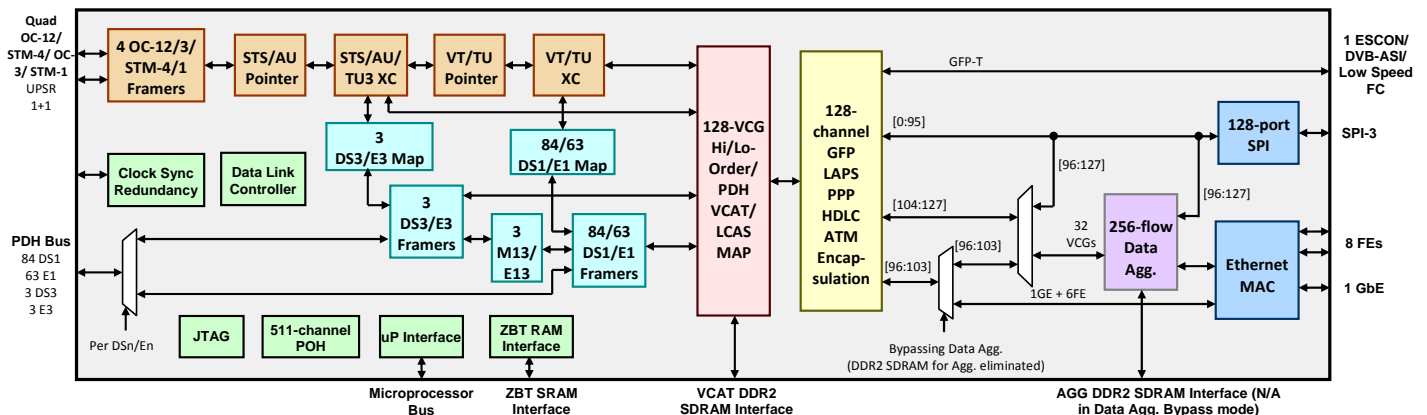 Quad
OC-12/
STM-4/ OC-
3/ STM-1
UPSR
1+1
4 OC-12/3/
STM-4/1
Framers
STS/AU
Pointer
STS/AU/
TU3 XC
VT/TU
Pointer
VT/TU
XC
3
DS3/E3 Map
84/63
DS1/E1 Map
Clock Sync
Redundancy
Data Link
Controller
3
DS3/E3
Framers
3
M13/
E13
84/63
DS1/E1
Framers
PDH Bus
84 DS1
63 E1
3 DS3
3 E3
Per DSn/En
JTAG
511-channel
POH
uP Interface
ZBT RAM
Interface
Microprocessor
Bus
ZBT SRAM
Interface
128-VCG
Hi/Lo-
Order/
PDH
VCAT/
LCAS
MAP
VCAT DDR2
SDRAM Interface
128-
channel
GFP
LAPS
PPP
HDLC
ATM
Encap-
sulation
GFP-T
[0:95]
[96:127]
[96:127]
[104:127]
[96:103]
[96:103]
32
VCGs
1GE + 6FE
Bypassing Data Agg.
(DDR2 SDRAM for Agg. eliminated)
128-port
SPI
256-flow
Data
Agg.
Ethernet
MAC
1 ESCON/
DVB-ASI/
Low Speed
FC
SPI-3
8 FEs
1 GbE
AGG DDR2 SDRAM Interface (N/A
in Data Agg. Bypass mode)